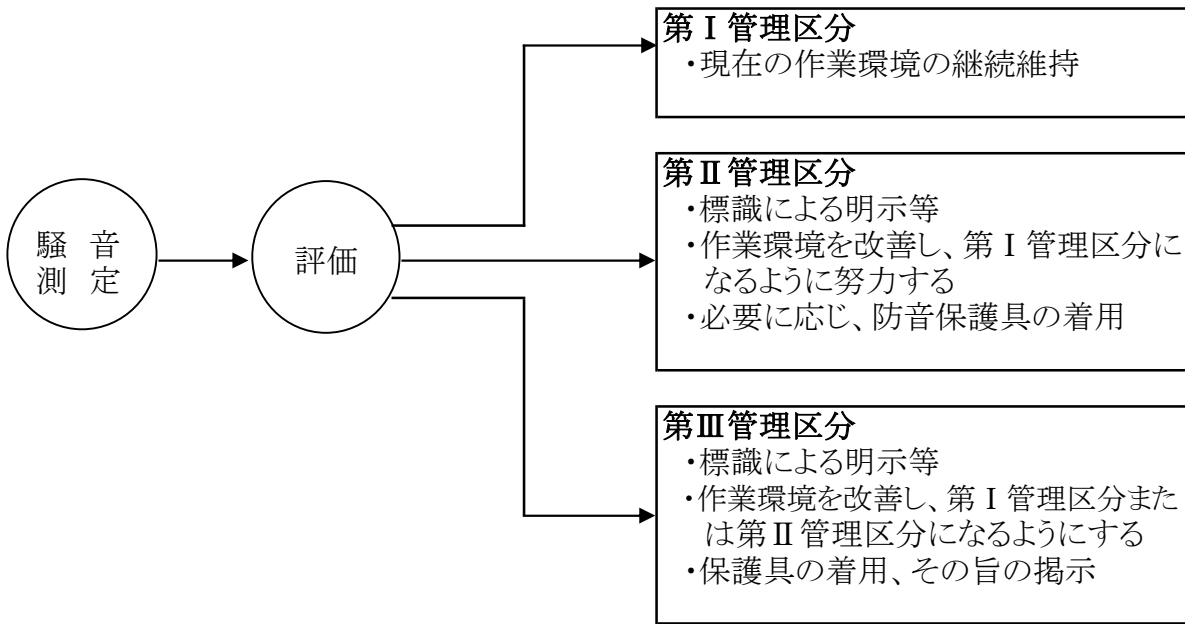 騒 音
測 定
評価
第Ⅰ管理区分
・現在の作業環境の継続維持
第Ⅱ管理区分
・標識による明示等
・作業環境を改善し、第Ⅰ管理区分に
なるように努力する
・必要に応じ、防音保護具の着用
第Ⅲ管理区分
・標識による明示等
・作業環境を改善し、第Ⅰ管理区分また
は第Ⅱ管理区分になるようにする
・保護具の着用、その旨の掲示